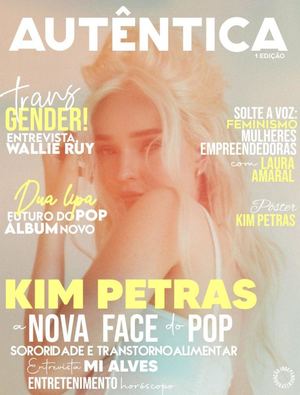 AUTÊNTICA
1 EDIÇÃO
trans
GENDER!
ENTREVISTA
WALLIE RUY
SOLTE A VOZ:
FEMINISMO
MULHERES
EMPREENDEDORAS
com LAURA
AMARAL
Dua lipa
FUTURO DO POP
ÁLBUM NOVO
Pôster
KIM PETRAS
KIM PETRAS
a NOVA FACE do POP
SORORIDADE E TRANSTORNO ALIMENTAR
Entrevista MI ALVES
ENTRETENIMENTO horóscopo